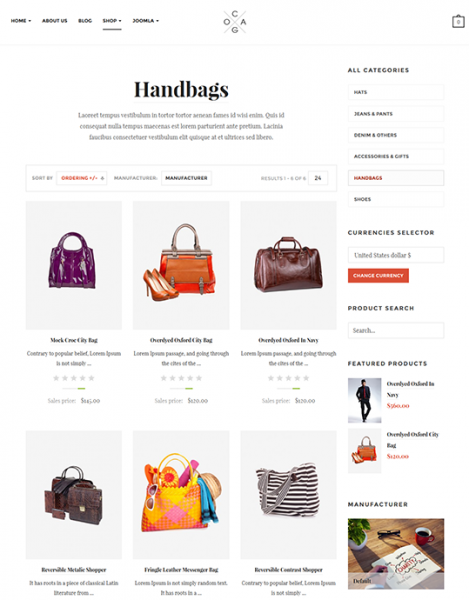 HOME ABOUT US BLOG SHOP JOOMLA
C
O A
G
0
Handbags
Laoreet tempus vestibulum in tortor tortor aenean fames id wisi enim. Quis id
consequat nulla tempus maecenas est lorem parturient ante pretium. Lacinia
faucibus consectetuer vestibulum elit quisque at et ultrices sed libero.
SORT BY ORDERING +/- MANUFACTURER: MANUFACTURER RESULTS 1 - 6 OF 6 24
Mock Croc City Bag
Contrary to popular belief, Lorem Ipsum
is not simply ...
Sales price: $145.00
Overdyed Oxford City Bag
Lorem Ipsum passage, and going through
the cites of the ...
Sales price: $120.00
Overdyed Oxford In Navy
Lorem Ipsum passage, and going through
the cites of the ...
Sales price: $120.00
Reversible Metalic Shopper
It has roots in a piece of classical Latin
literature from ...
Fringle Leather Messenger Bag
Lorem Ipsum is not simply random text.
It has roots in a ...
Reversible Contrast Shopper
Contrary to popular belief, Lorem Ipsum
is not simply ...
ALL CATEGORIES
HATS
JEANS & PANTS
DENIM & OTHERS
ACCESSORIES & GIFTS
HANDBAGS
SHOES
CURRENCIES SELECTOR
United States dollar $
CHANGE CURRENCY
PRODUCT SEARCH
Search...
FEATURED PRODUCTS
Overdyed Oxford In
Navy
$360.00
Overdyed Oxford City
Bag
$120.00
MANUFACTURER
Default